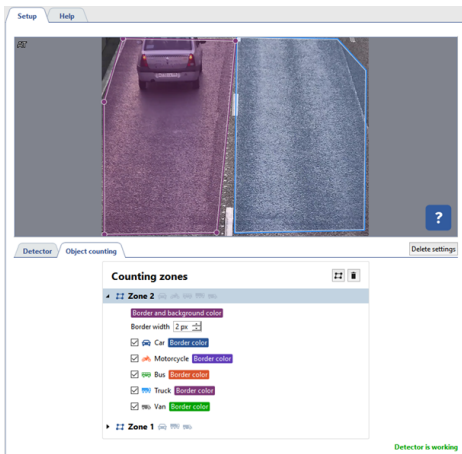 Setup Help
?
Detector Object counting Delete settings
Counting zones
Zone 2
Border and background color
Border width 2 px
Car Border color
Motorcycle Border color
Bus Border color
Truck Border color
Van Border color
Zone 1
Detector is working